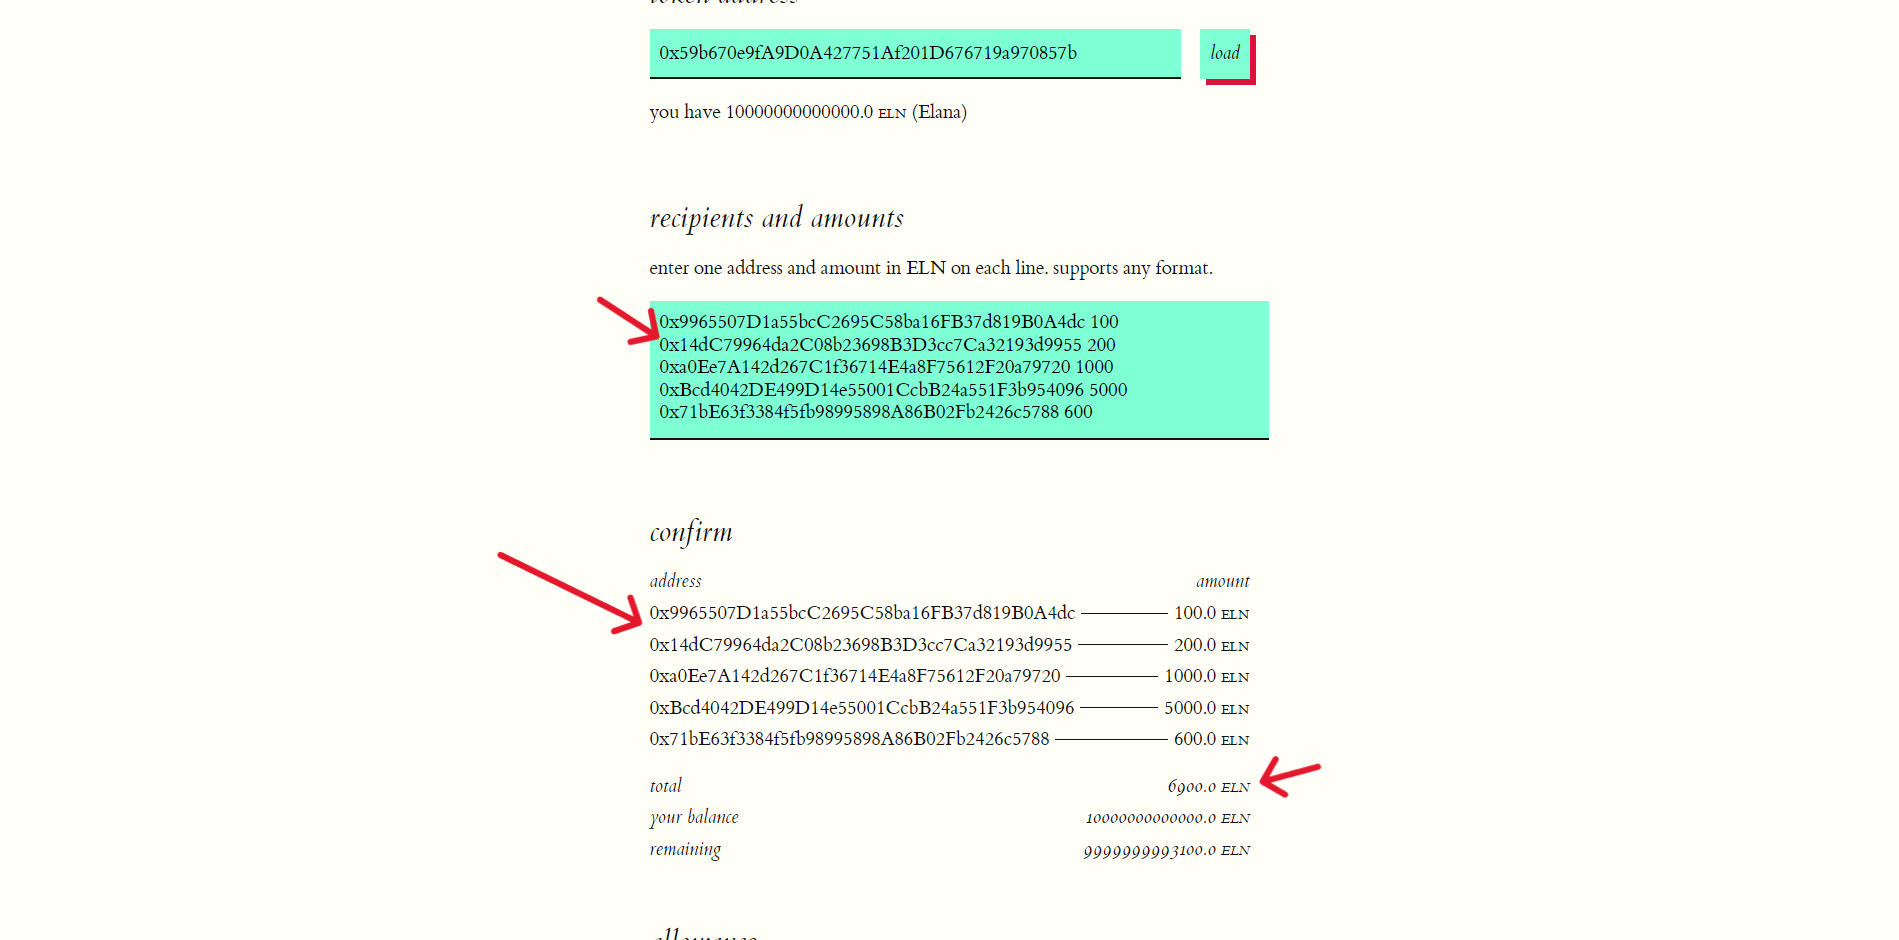 token address
0x59b670e9fA9D0A427751Af201D676719a970857b
load
you have 10000000000000.0 ELN (Elana)
recipients and amounts
enter one address and amount in ELN on each line. supports any format.
0x9965507D1a55bcC2695C58ba16FB37d819B0A4dc 100
0x14dC79964da2C08b23698B3D3cc7Ca32193d9955 200
0xa0Ee7A142d267C1f36714E4a8F75612F20a79720 1000
0xBcd4042DE499D14e55001CcbB24a551F3b954096 5000
0x71bE63f3384f5fb98995898A86B02Fb2426c5788 600
confirm
address amount
0x9965507D1a55bcC2695C58ba16FB37d819B0A4dc 100.0 ELN
0x14dC79964da2C08b23698B3D3cc7Ca32193d9955 200.0 ELN
0xa0Ee7A142d267C1f36714E4a8F75612F20a79720 1000.0 ELN
0xBcd4042DE499D14e55001CcbB24a551F3b954096 5000.0 ELN
0x71bE63f3384f5fb98995898A86B02Fb2426c5788 600.0 ELN
total 6900.0 ELN
your balance 10000000000000.0 ELN
remaining 9999999993100.0 ELN
allowance